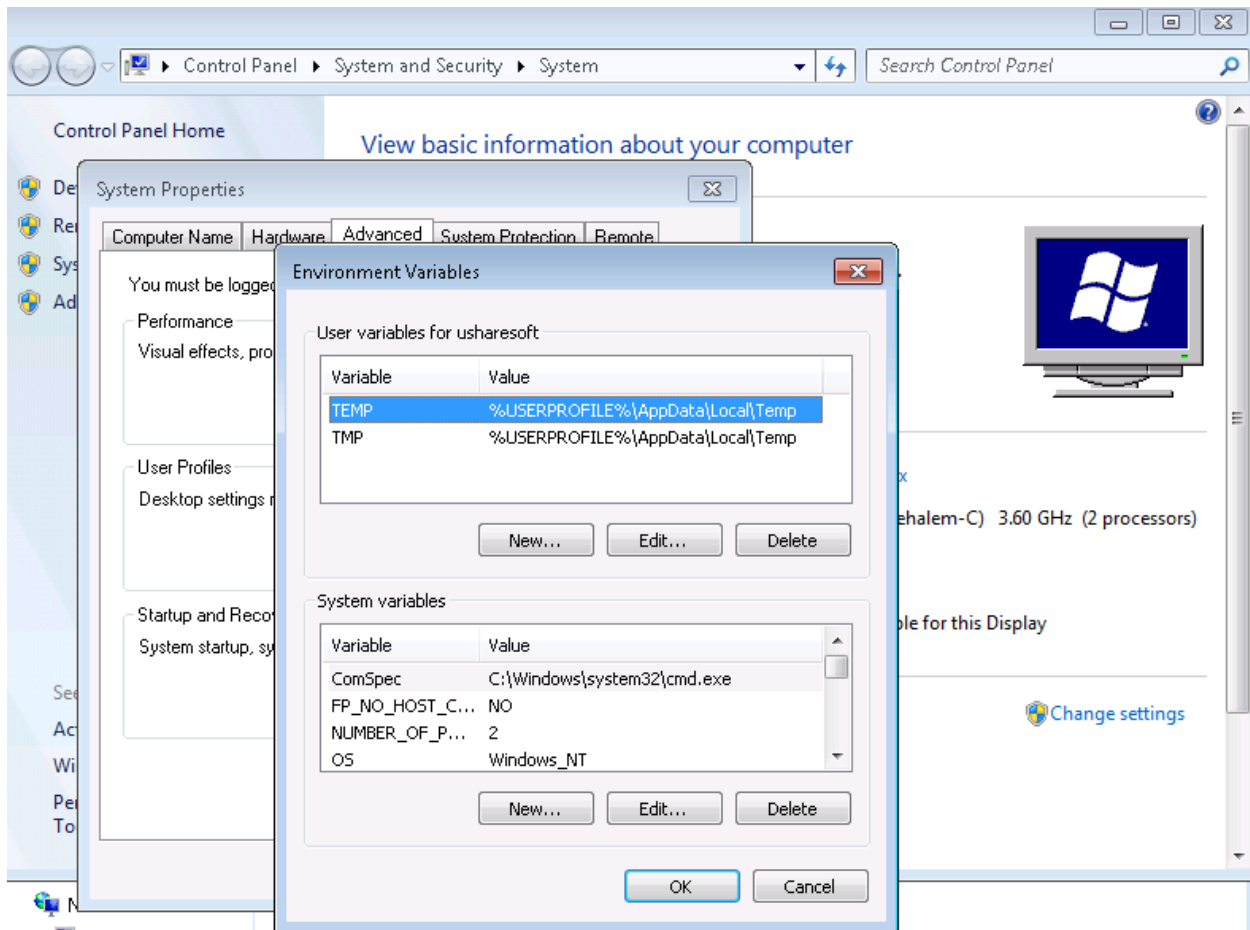 Control Panel ▸ System and Security ▸ System
Search Control Panel
Control Panel Home
View basic information about your computer
System Properties
Computer Name Hardware Advanced System Protection Remote
You must be logged
Performance
Visual effects, pro
User Profiles
Desktop settings r
Startup and Reco
System startup, sy
Environment Variables
User variables for usharesoft
Variable Value
TEMP %USERPROFILE%\AppData\Local\Temp
TMP %USERPROFILE%\AppData\Local\Temp
New... Edit... Delete
System variables
Variable Value
ComSpec C:\Windows\system32\cmd.exe
FP_NO_HOST_C... NO
NUMBER_OF_P... 2
OS Windows_NT
New... Edit... Delete
OK Cancel
ehalem-C) 3.60 GHz (2 processors)
ble for this Display
Change settings